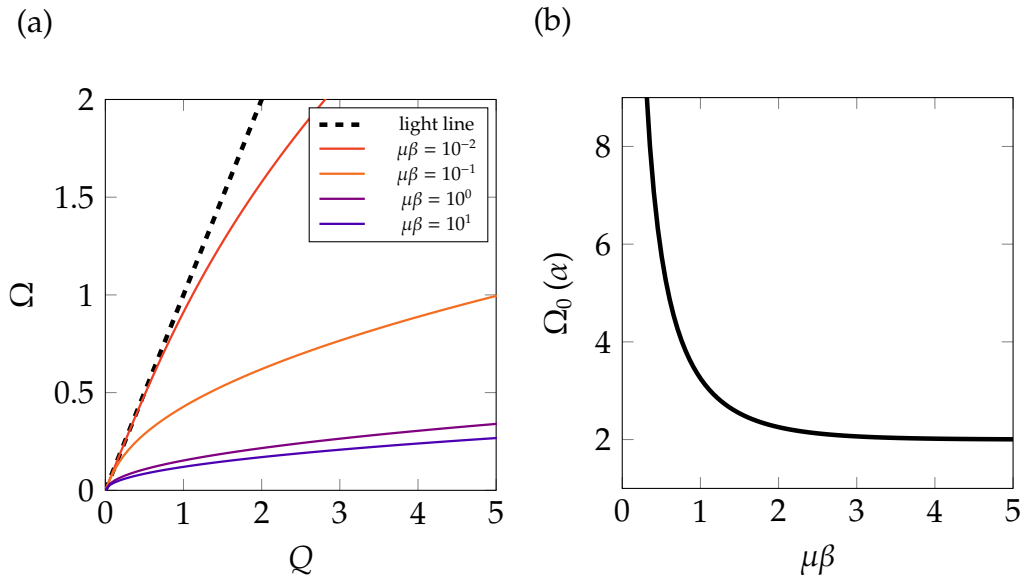 (a)
2
1.5
1
0.5
0
Ω
0 1 2 3 4 5
Q
light line
μβ = 10⁻²
μβ = 10⁻¹
μβ = 10⁰
μβ = 10¹
(b)
8
6
4
2
Ω₀ (α)
0 1 2 3 4 5
μβ